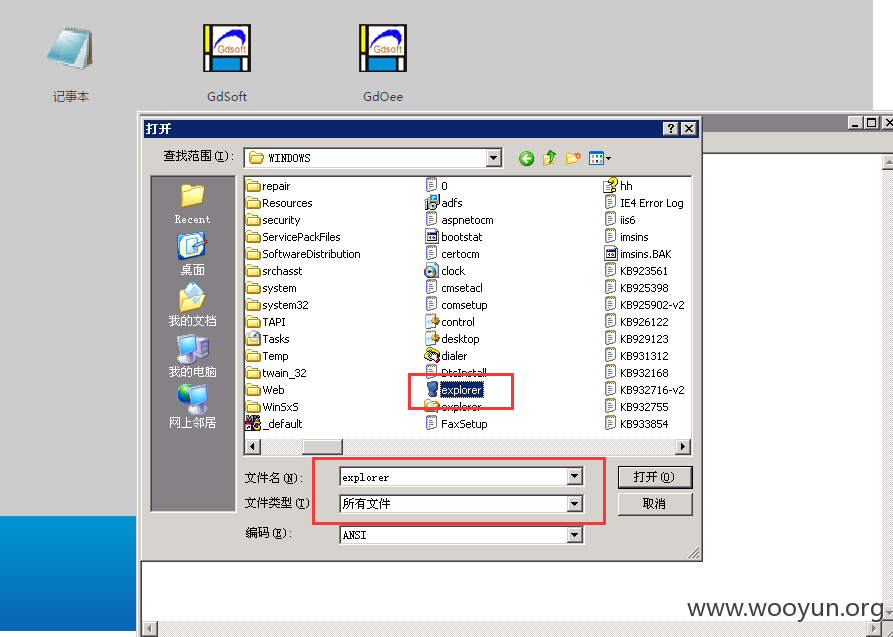 Gdsoft
Gdsoft
记事本
GdSoft
GdOee
打开
查找范围(I):
WINDOWS
Recent
桌面
我的文档
我的电脑
网上邻居
repair
Resources
security
ServicePackFiles
SoftwareDistribution
srchasst
system
system32
TAPI
Tasks
Temp
twain_32
Web
WinSxS
_default
0
adfs
aspnetocm
bootstat
certocm
clock
cmsetacl
comsetup
control
desktop
dialer
DtcInstall
explorer
explorer
FaxSetup
hh
IE4 Error Log
iis6
imsins
imsins.BAK
KB923561
KB925398
KB925902-v2
KB926122
KB929123
KB931312
KB932168
KB932716-v2
KB932755
KB933854
文件名(N):
explorer
打开(O)
文件类型(T)
所有文件
取消
编码(E):
ANSI
www.wooyun.org